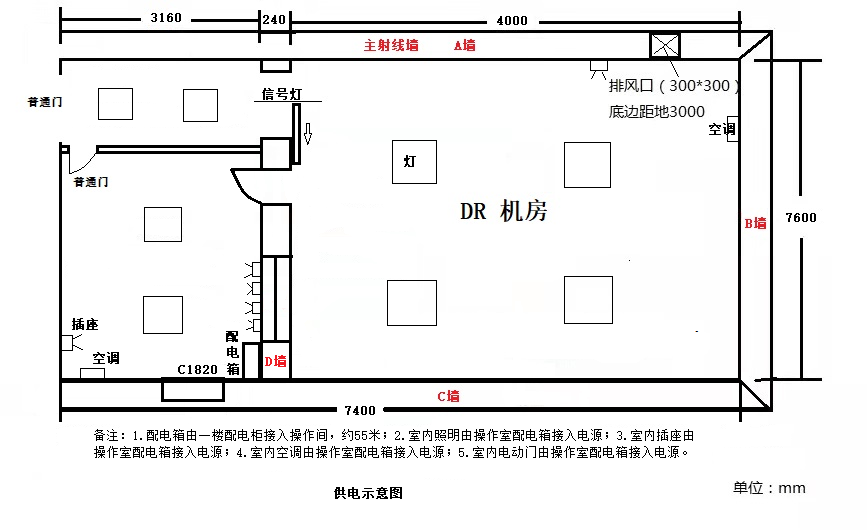 3160
240
4000
主射线墙 A墙
信号灯
排风口（300*300）
底边距地3000
普通门
空调
普通门
灯
DR 机房
B墙
7600
插座
配电箱
空调
C1820
D墙
C墙
7400
备注：1.配电箱由一楼配电柜接入操作间，约55米；2.室内照明由操作室配电箱接入电源；3.室内插座由
操作室配电箱接入电源；4.室内空调由操作室配电箱接入电源；5.室内电动门由操作室配电箱接入电源。
供电示意图
单位：mm